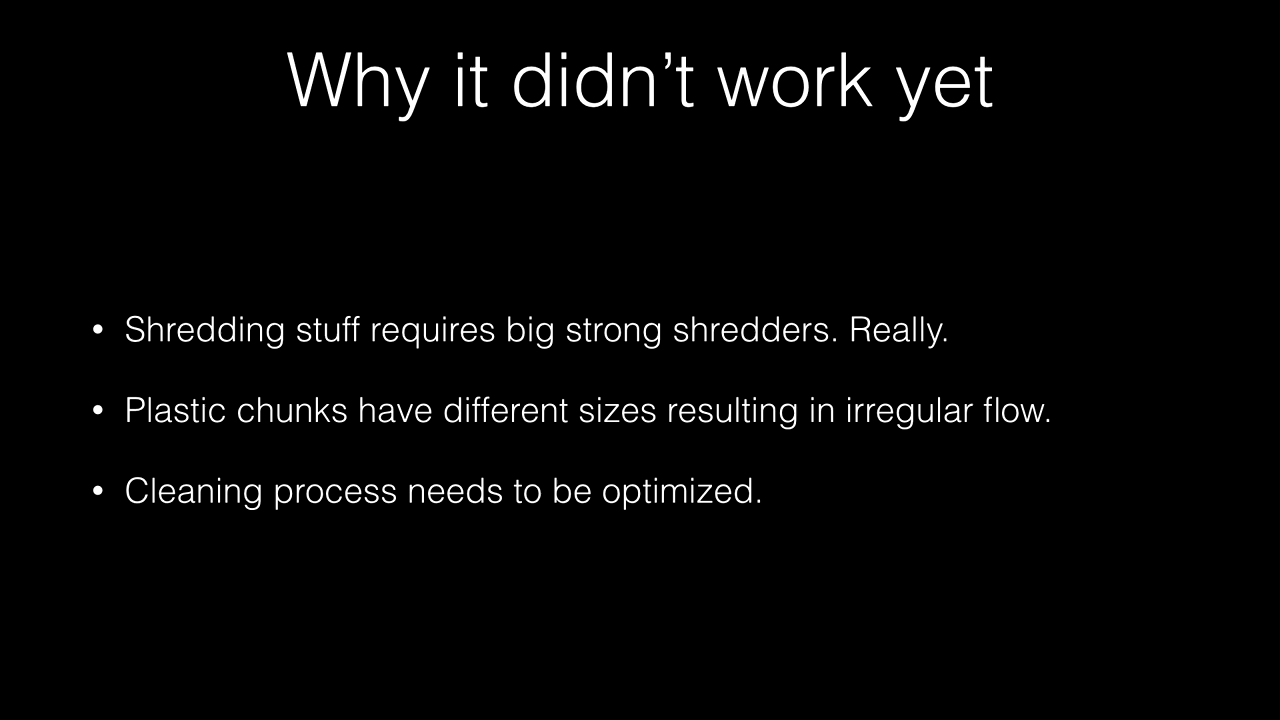 Why it didn’t work yet
• Shredding stuff requires big strong shredders. Really.
• Plastic chunks have different sizes resulting in irregular flow.
• Cleaning process needs to be optimized.